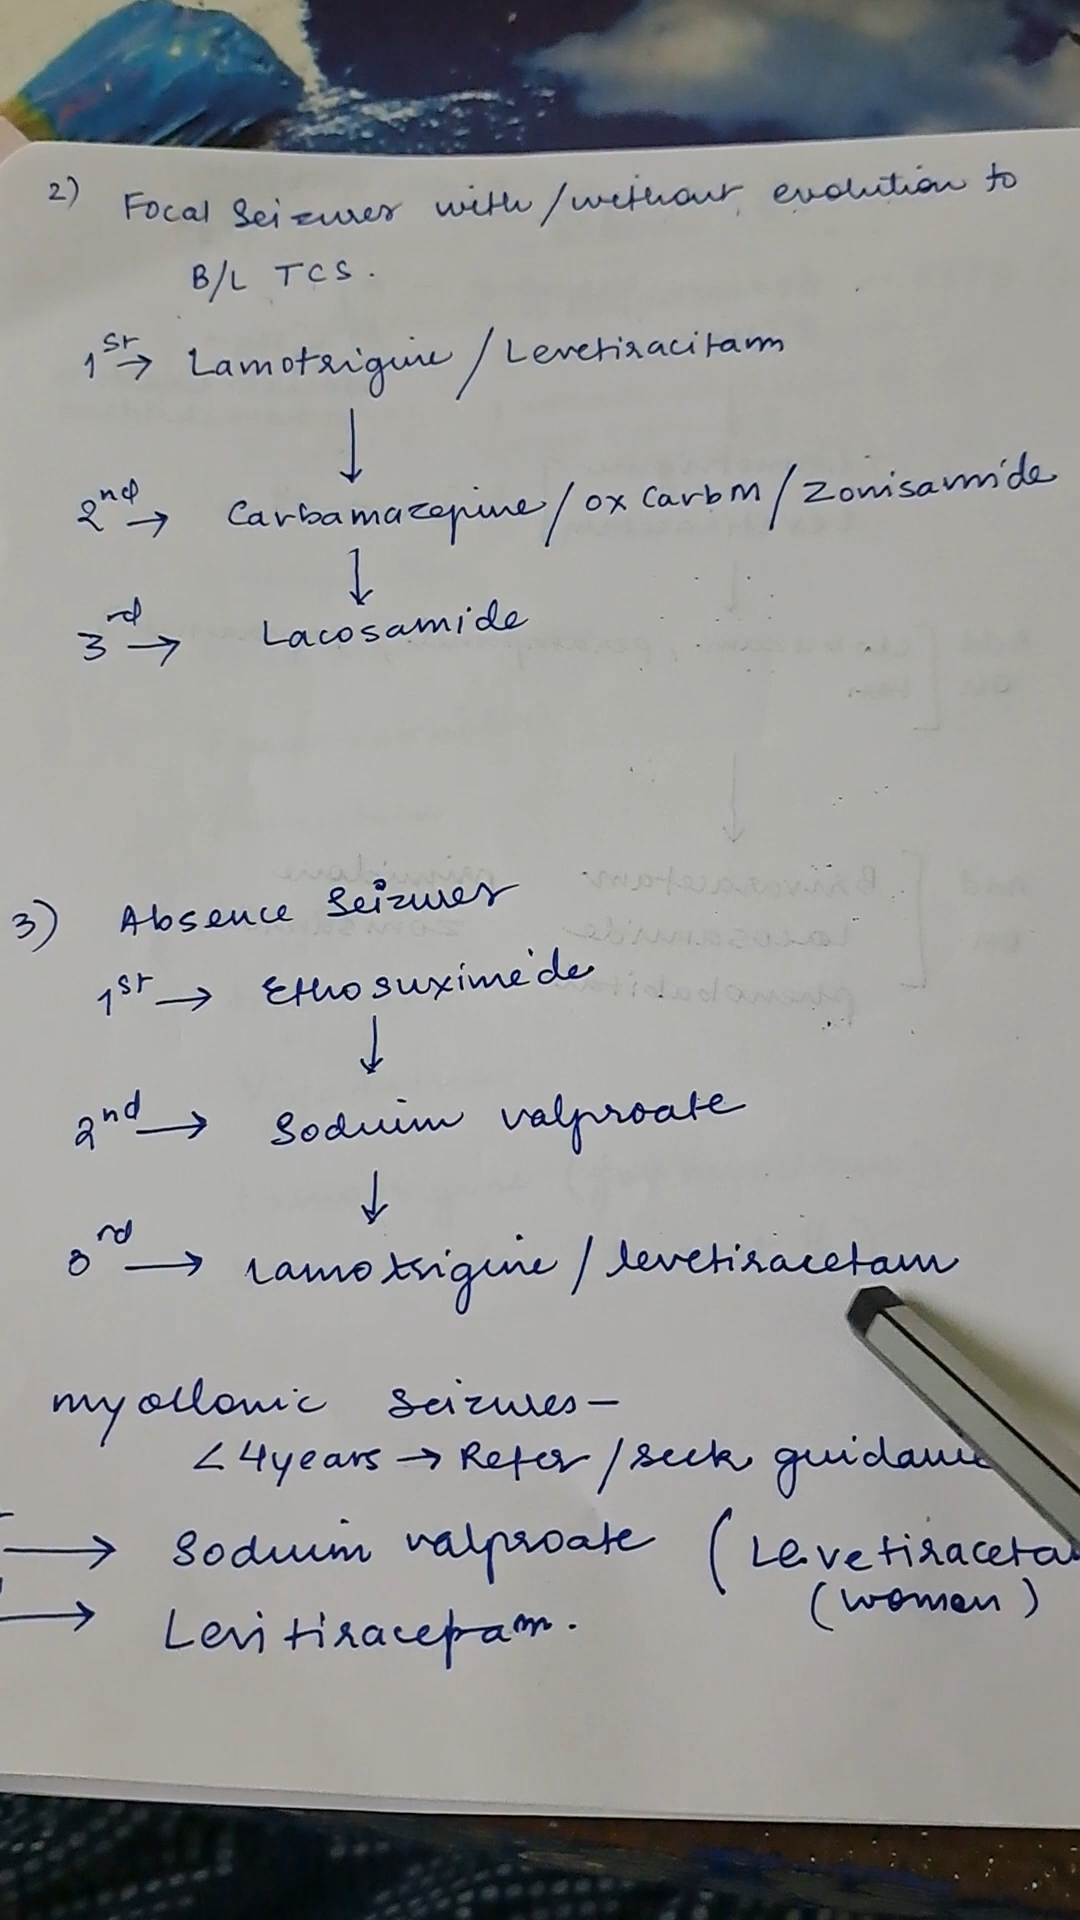 2) Focal Seizures with/without evolution to
B/L TCS.
1st → Lamotrigine / Levetiracitam
↓
2nd → Carbamazepine / ox Carbm / Zonisamide
↓
3rd → Lacosamide
3) Absence Seizures
1st → Ethosuximide
↓
2nd → Sodium valproate
↓
3rd → Lamotrigine / levetiracetam
myoclonic Seizures -
<4years → Refer / seek guidance
→ Sodium valproate ( Levetiraceta
(women)
→ Levitiracetam.